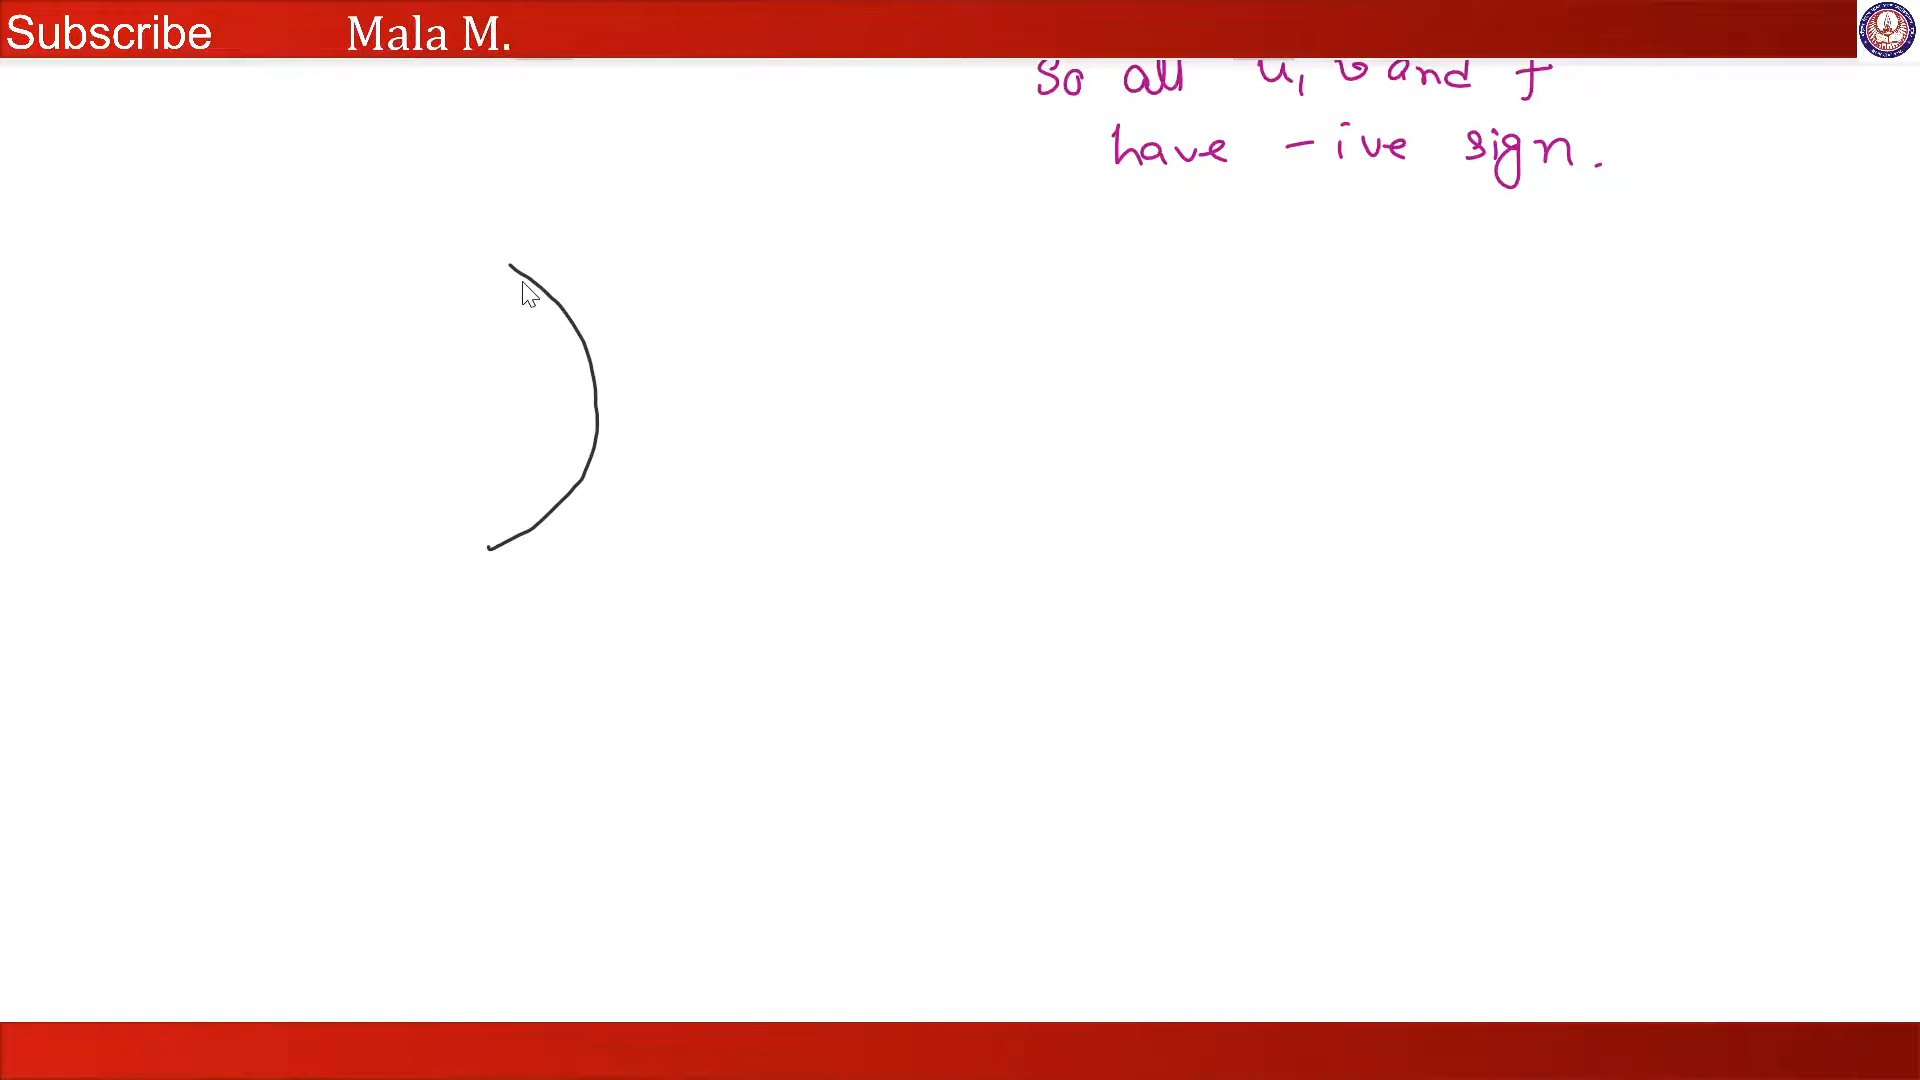 Subscribe
Mala M.
So all u, v and f
have -ive sign.